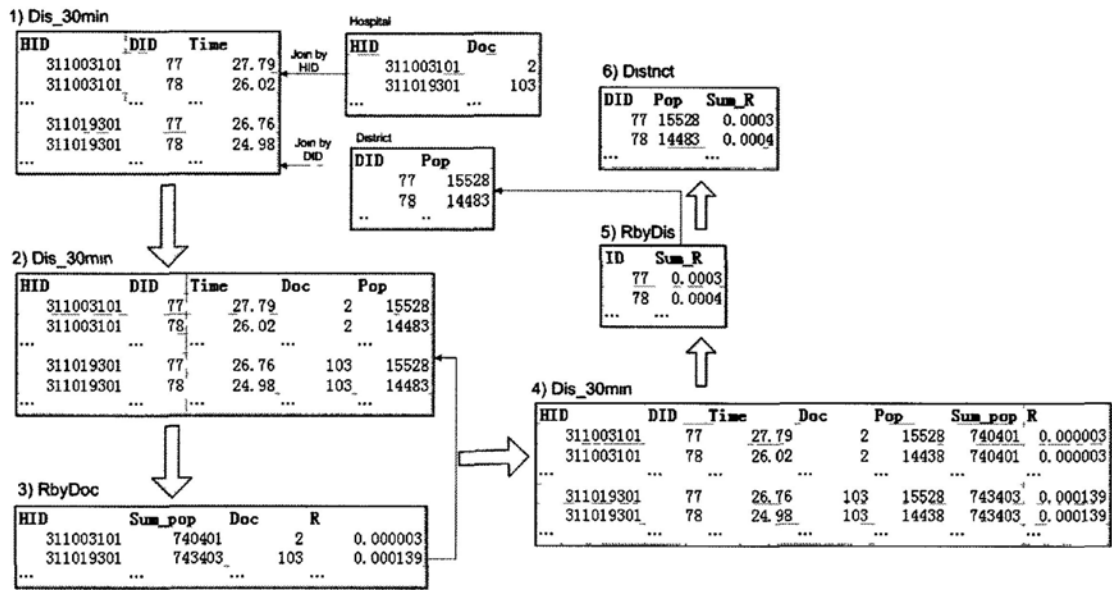 1) Dis_30min
HID DID Time
311003101 77 27.79
311003101 78 26.02
... ... ...
311019301 77 26.76
311019301 78 24.98
... ... ...
Join by
HID
Hospital
HID Doc
311003101 2
311019301 103
... ...
Join by
DID
District
DID Pop
77 15528
78 14483
.. ..
2) Dis_30min
HID DID Time Doc Pop
311003101 77 27.79 2 15528
311003101 78 26.02 2 14483
... ... ... ... ...
311019301 77 26.76 103 15528
311019301 78 24.98 103 14483
... ... ... ... ...
3) RbyDoc
HID Sum_pop Doc R
311003101 740401 2 0.000003
311019301 743403 103 0.000139
... ... ... ...
4) Dis_30min
HID DID Time Doc Pop Sum_pop R
311003101 77 27.79 2 15528 740401 0.000003
311003101 78 26.02 2 14438 740401 0.000003
... ... ... ... ... ...
311019301 77 26.76 103 15528 743403 0.000139
311019301 78 24.98 103 14438 743403 0.000139
... ... ... ... ... ...
5) RbyDis
ID Sum_R
77 0.0003
78 0.0004
... ...
6) District
DID Pop Sum_R
77 15528 0.0003
78 14483 0.0004
... ...